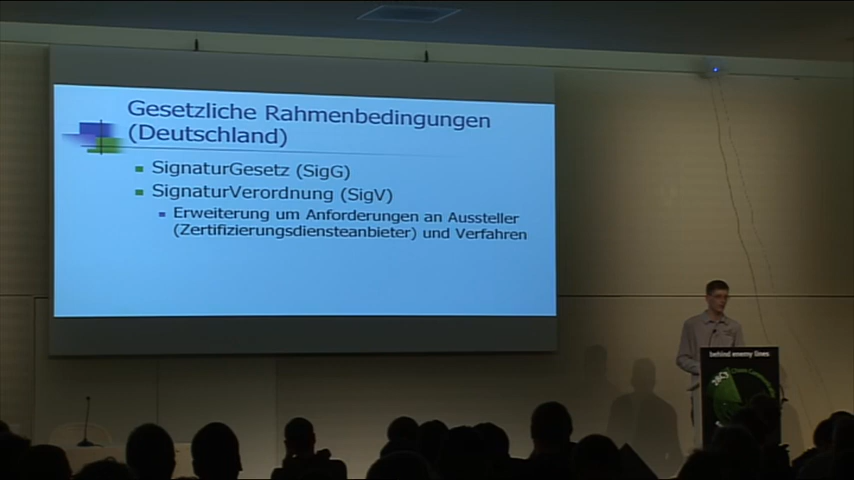 Gesetzliche Rahmenbedingungen
(Deutschland)
SignaturGesetz (SigG)
SignaturVerordnung (SigV)
Erweiterung um Anforderungen an Aussteller
(Zertifizierungsdiensteanbieter) und Verfahren
behind enemy lines